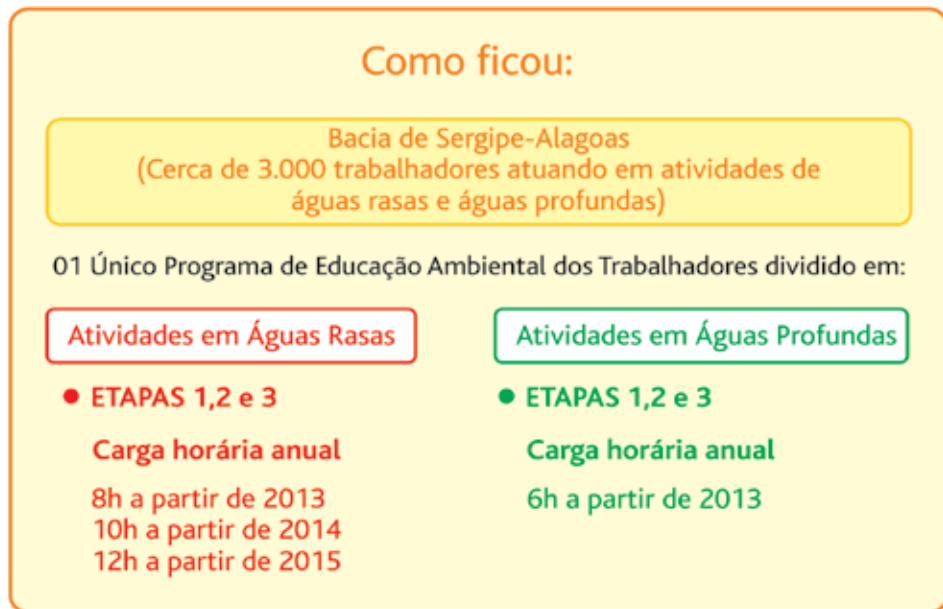 Como ficou:
Bacia de Sergipe-Alagoas
(Cerca de 3.000 trabalhadores atuando em atividades de
águas rasas e águas profundas)
01 Único Programa de Educação Ambiental dos Trabalhadores dividido em:
Atividades em Águas Rasas
● ETAPAS 1,2 e 3
Carga horária anual
8h a partir de 2013
10h a partir de 2014
12h a partir de 2015
Atividades em Águas Profundas
● ETAPAS 1,2 e 3
Carga horária anual
6h a partir de 2013